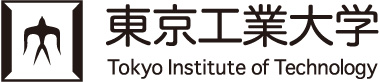 東京工業大学
Tokyo Institute of Technology